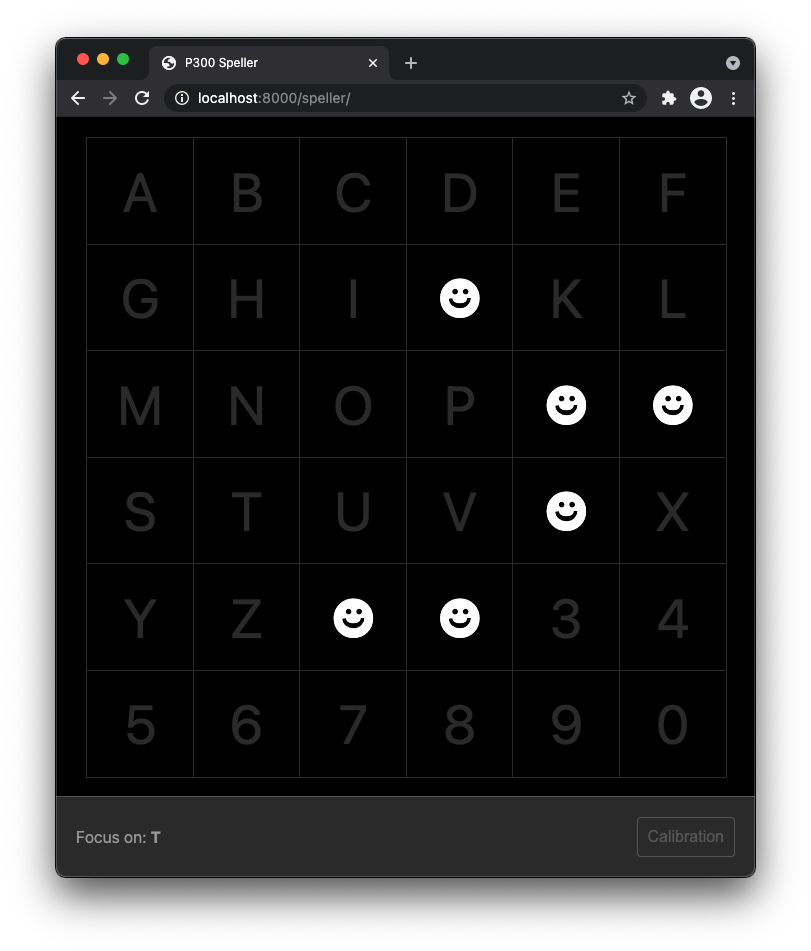 P300 Speller
localhost:8000/speller/
A B C D E F
G H I K L
M N O P
S T U V X
Y Z 3 4
5 6 7 8 9 0
Focus on: T
Calibration